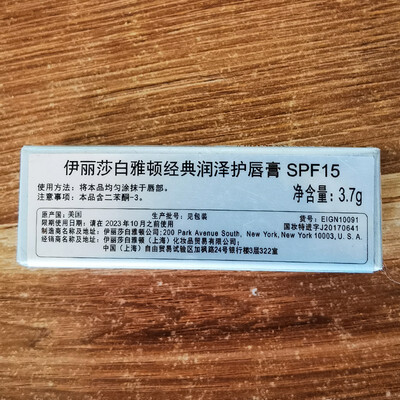 伊丽莎白雅顿经典润泽护唇膏 SPF15
使用方法：将本品均匀涂抹于唇部。
注意事项：本品含二苯酮-3。
净含量：3.7g
原产国：美国 生产批号：见包装 货号：EIGN10091
限期使用日期：请在2023年10月之前使用 国妆特进字J20170641
制造商名称及地址：伊丽莎白雅顿公司；200 Park Avenue South, New York, New York 10003, U. S. A.
经销商名称及地址：伊丽莎白雅顿（上海）化妆品贸易有限公司
中国（上海）自由贸易试验区加枫路24号银行楼3层322室